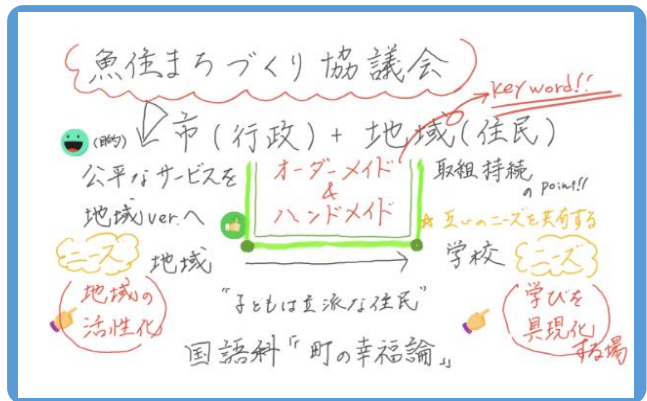 魚住まちづくり協議会
keyword!!
(目的) 市(行政)+地域(住民)
公平なサービスを
地域ver.へ
オーダーメイド
&
ハンドメイド
取組持続
のpoint!!
☆互いのニーズを共有する
ニーズ 地域
学校 ニーズ
地域の
活性化
"子どもは立派な住民"
学びを
具現化
する場
国語科「町の幸福論」